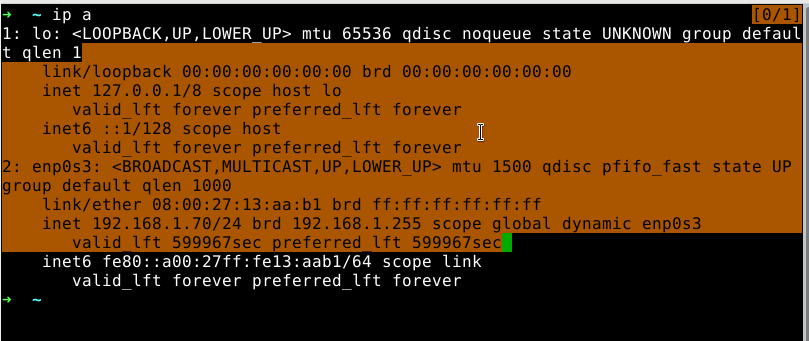 ➜  ~ ip a [0/1]
1: lo: <LOOPBACK,UP,LOWER_UP> mtu 65536 qdisc noqueue state UNKNOWN group defaul
t qlen 1
    link/loopback 00:00:00:00:00:00 brd 00:00:00:00:00:00
    inet 127.0.0.1/8 scope host lo
       valid_lft forever preferred_lft forever
    inet6 ::1/128 scope host
       valid_lft forever preferred_lft forever
2: enp0s3: <BROADCAST,MULTICAST,UP,LOWER_UP> mtu 1500 qdisc pfifo_fast state UP
group default qlen 1000
    link/ether 08:00:27:13:aa:b1 brd ff:ff:ff:ff:ff:ff
    inet 192.168.1.70/24 brd 192.168.1.255 scope global dynamic enp0s3
       valid_lft 599967sec preferred_lft 599967sec
    inet6 fe80::a00:27ff:fe13:aab1/64 scope link
       valid_lft forever preferred_lft forever
➜  ~